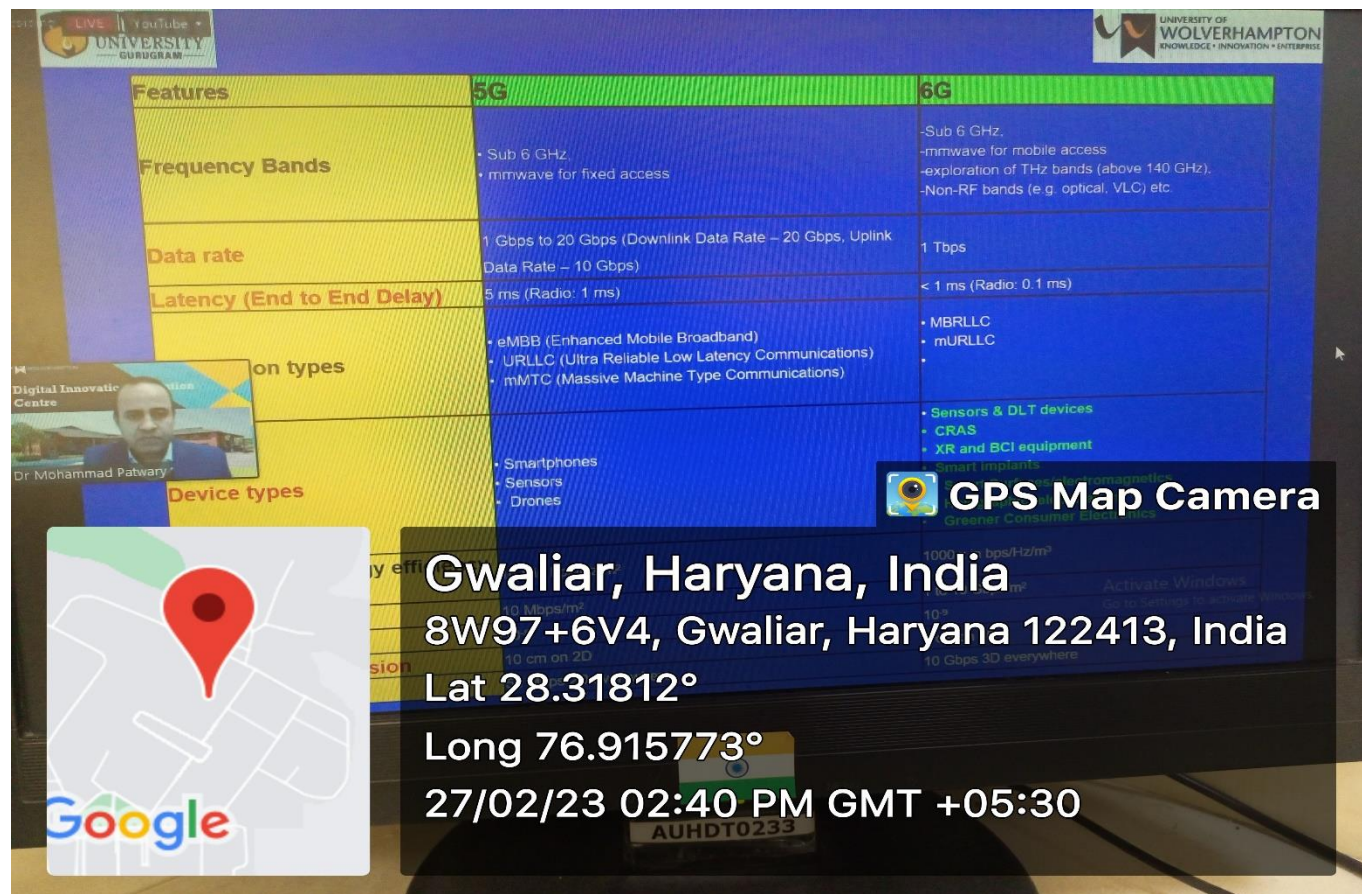 LIVE YouTube
UNIVERSITY
GURUGRAM
UNIVERSITY OF
WOLVERHAMPTON
KNOWLEDGE • INNOVATION • ENTERPRISE
Features 5G 6G
Frequency Bands
• Sub 6 GHz,
• mmwave for fixed access
-Sub 6 GHz,
-mmwave for mobile access
-exploration of THz bands (above 140 GHz),
-Non-RF bands (e.g. optical, VLC) etc.
Data rate
1 Gbps to 20 Gbps (Downlink Data Rate – 20 Gbps, Uplink
Data Rate – 10 Gbps)
1 Tbps
Latency (End to End Delay)
5 ms (Radio: 1 ms)
< 1 ms (Radio: 0.1 ms)
on types
• eMBB (Enhanced Mobile Broadband)
• URLLC (Ultra Reliable Low Latency Communications)
• mMTC (Massive Machine Type Communications)
• MBRLLC
• mURLLC
•
Device types
• Smartphones
• Sensors
• Drones
• Sensors & DLT devices
• CRAS
• XR and BCI equipment
• Smart implants
• Greener Consumer Electronics
Digital Innovatic
Centre
Dr Mohammad Patwary
1000 bps/Hz/m³
10 Mbps/m²
10⁻⁹
sion
10 cm on 2D
10 Gbps 3D everywhere
Activate Windows
Go to Settings to activate Windows.
GPS Map Camera
Gwaliar, Haryana, India
8W97+6V4, Gwaliar, Haryana 122413, India
Lat 28.31812°
Long 76.915773°
27/02/23 02:40 PM GMT +05:30
Google
AUHDT0233